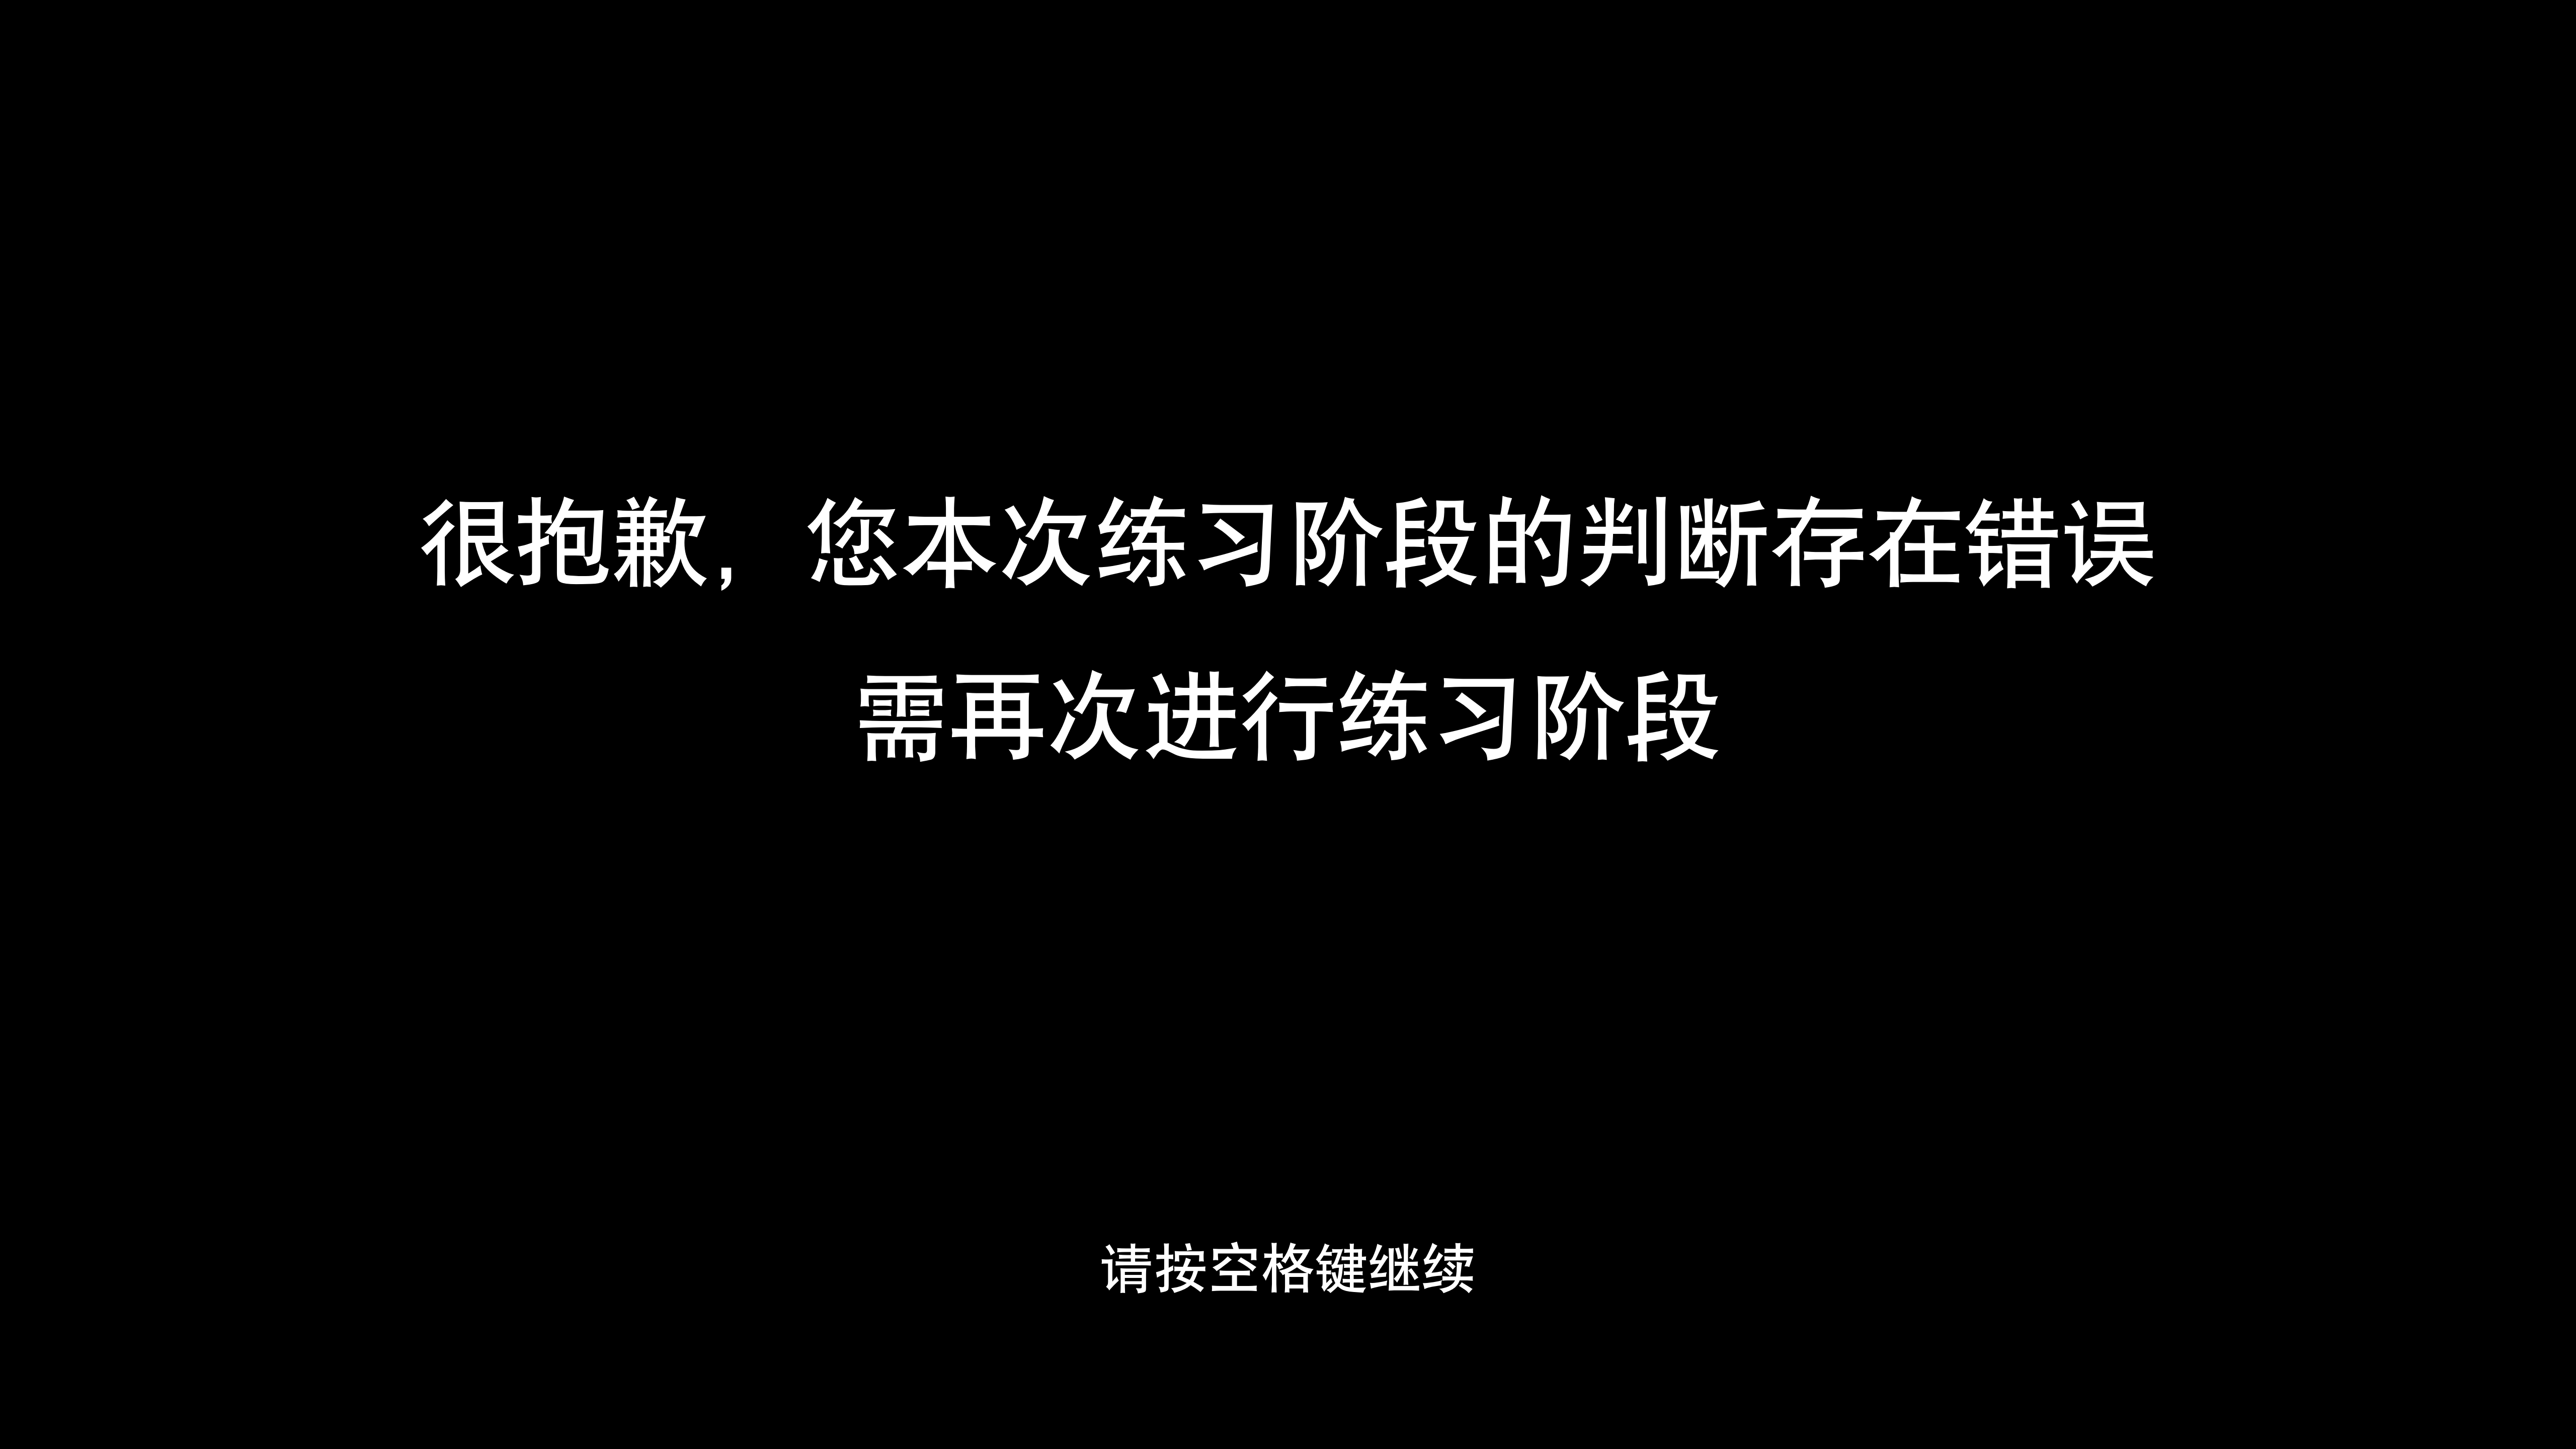 很抱歉，您本次练习阶段的判断存在错误
需再次进行练习阶段
请按空格键继续